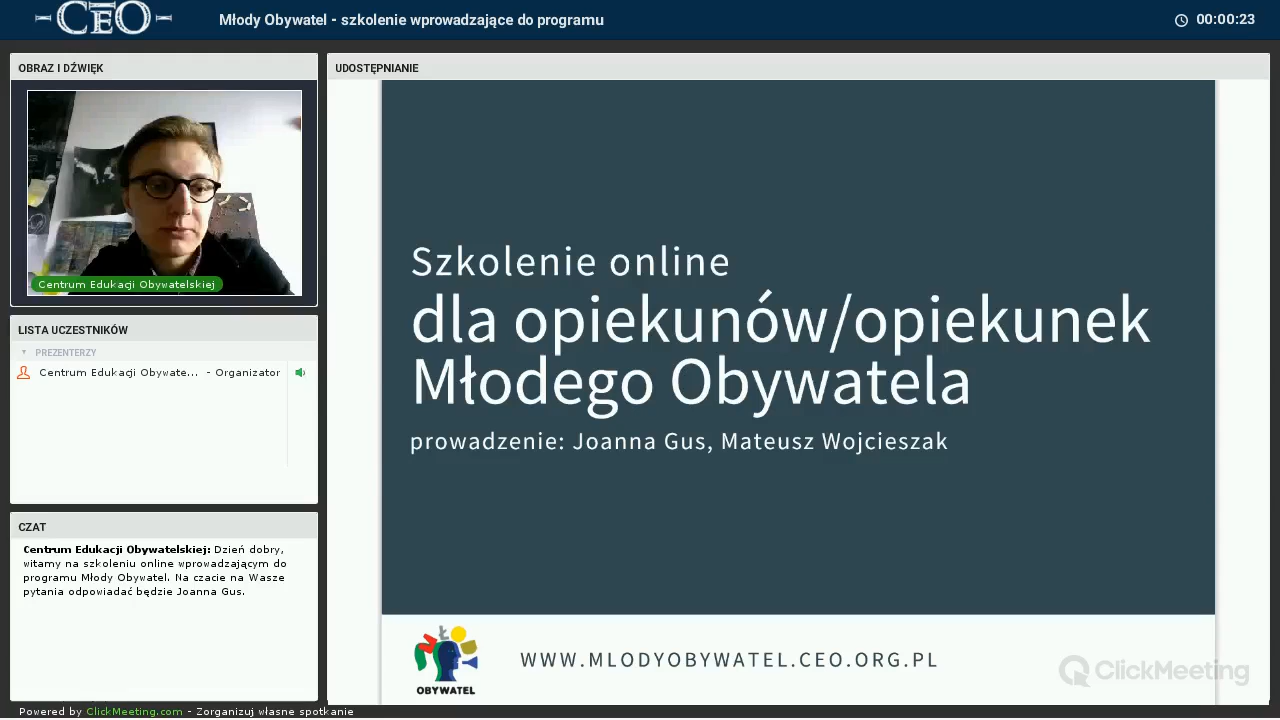 CEO
Młody Obywatel - szkolenie wprowadzające do programu
00:00:23
OBRAZ I DŹWIĘK
Centrum Edukacji Obywatelskiej
LISTA UCZESTNIKÓW
PREZENTERZY
Centrum Edukacji Obywate... - Organizator
CZAT
Centrum Edukacji Obywatelskiej: Dzień dobry,
witamy na szkoleniu online wprowadzającym do
programu Młody Obywatel. Na czacie na Wasze
pytania odpowiadać będzie Joanna Gus.
UDOSTĘPNIANIE
Szkolenie online
dla opiekunów/opiekunek
Młodego Obywatela
prowadzenie: Joanna Gus, Mateusz Wojcieszak
OBYWATEL
WWW.MLODYOBYWATEL.CEO.ORG.PL
ClickMeeting
Powered by ClickMeeting.com - Zorganizuj własne spotkanie